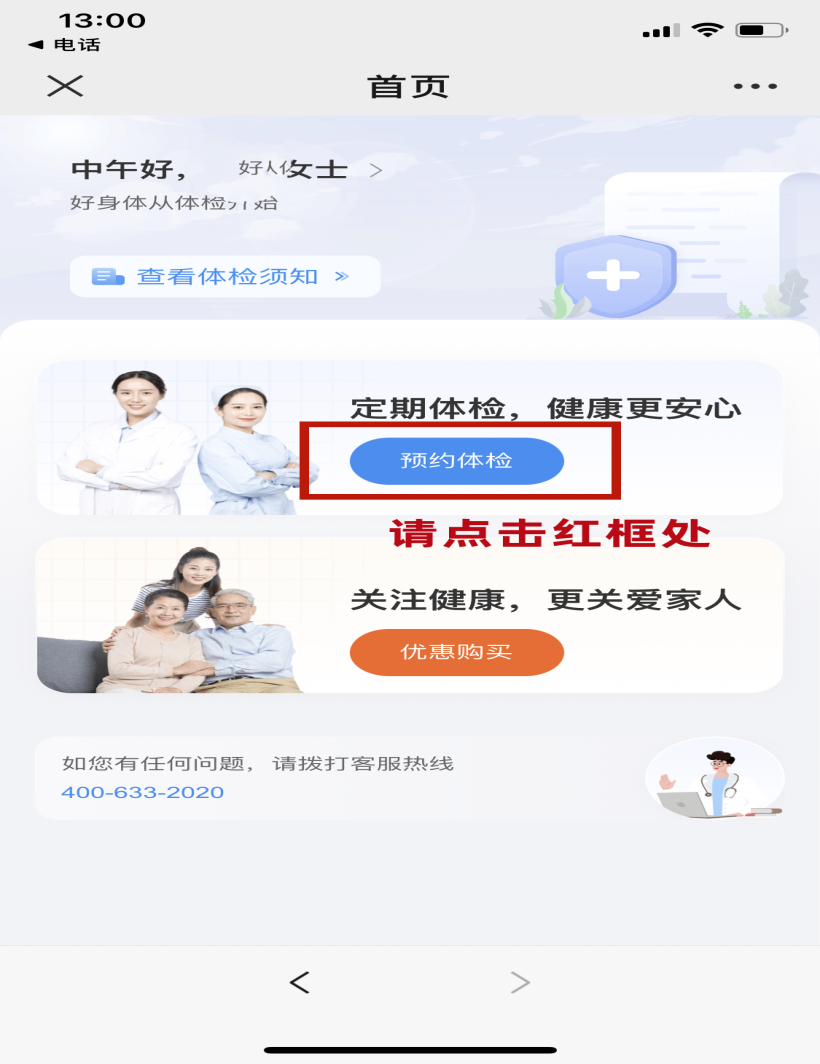 13:00
电话
首页
中午好， 女士 >
好身体从体检开始
查看体检须知
定期体检，健康更安心
预约体检
请点击红框处
关注健康，更关爱家人
优惠购买
如您有任何问题，请拨打客服热线
400-633-2020